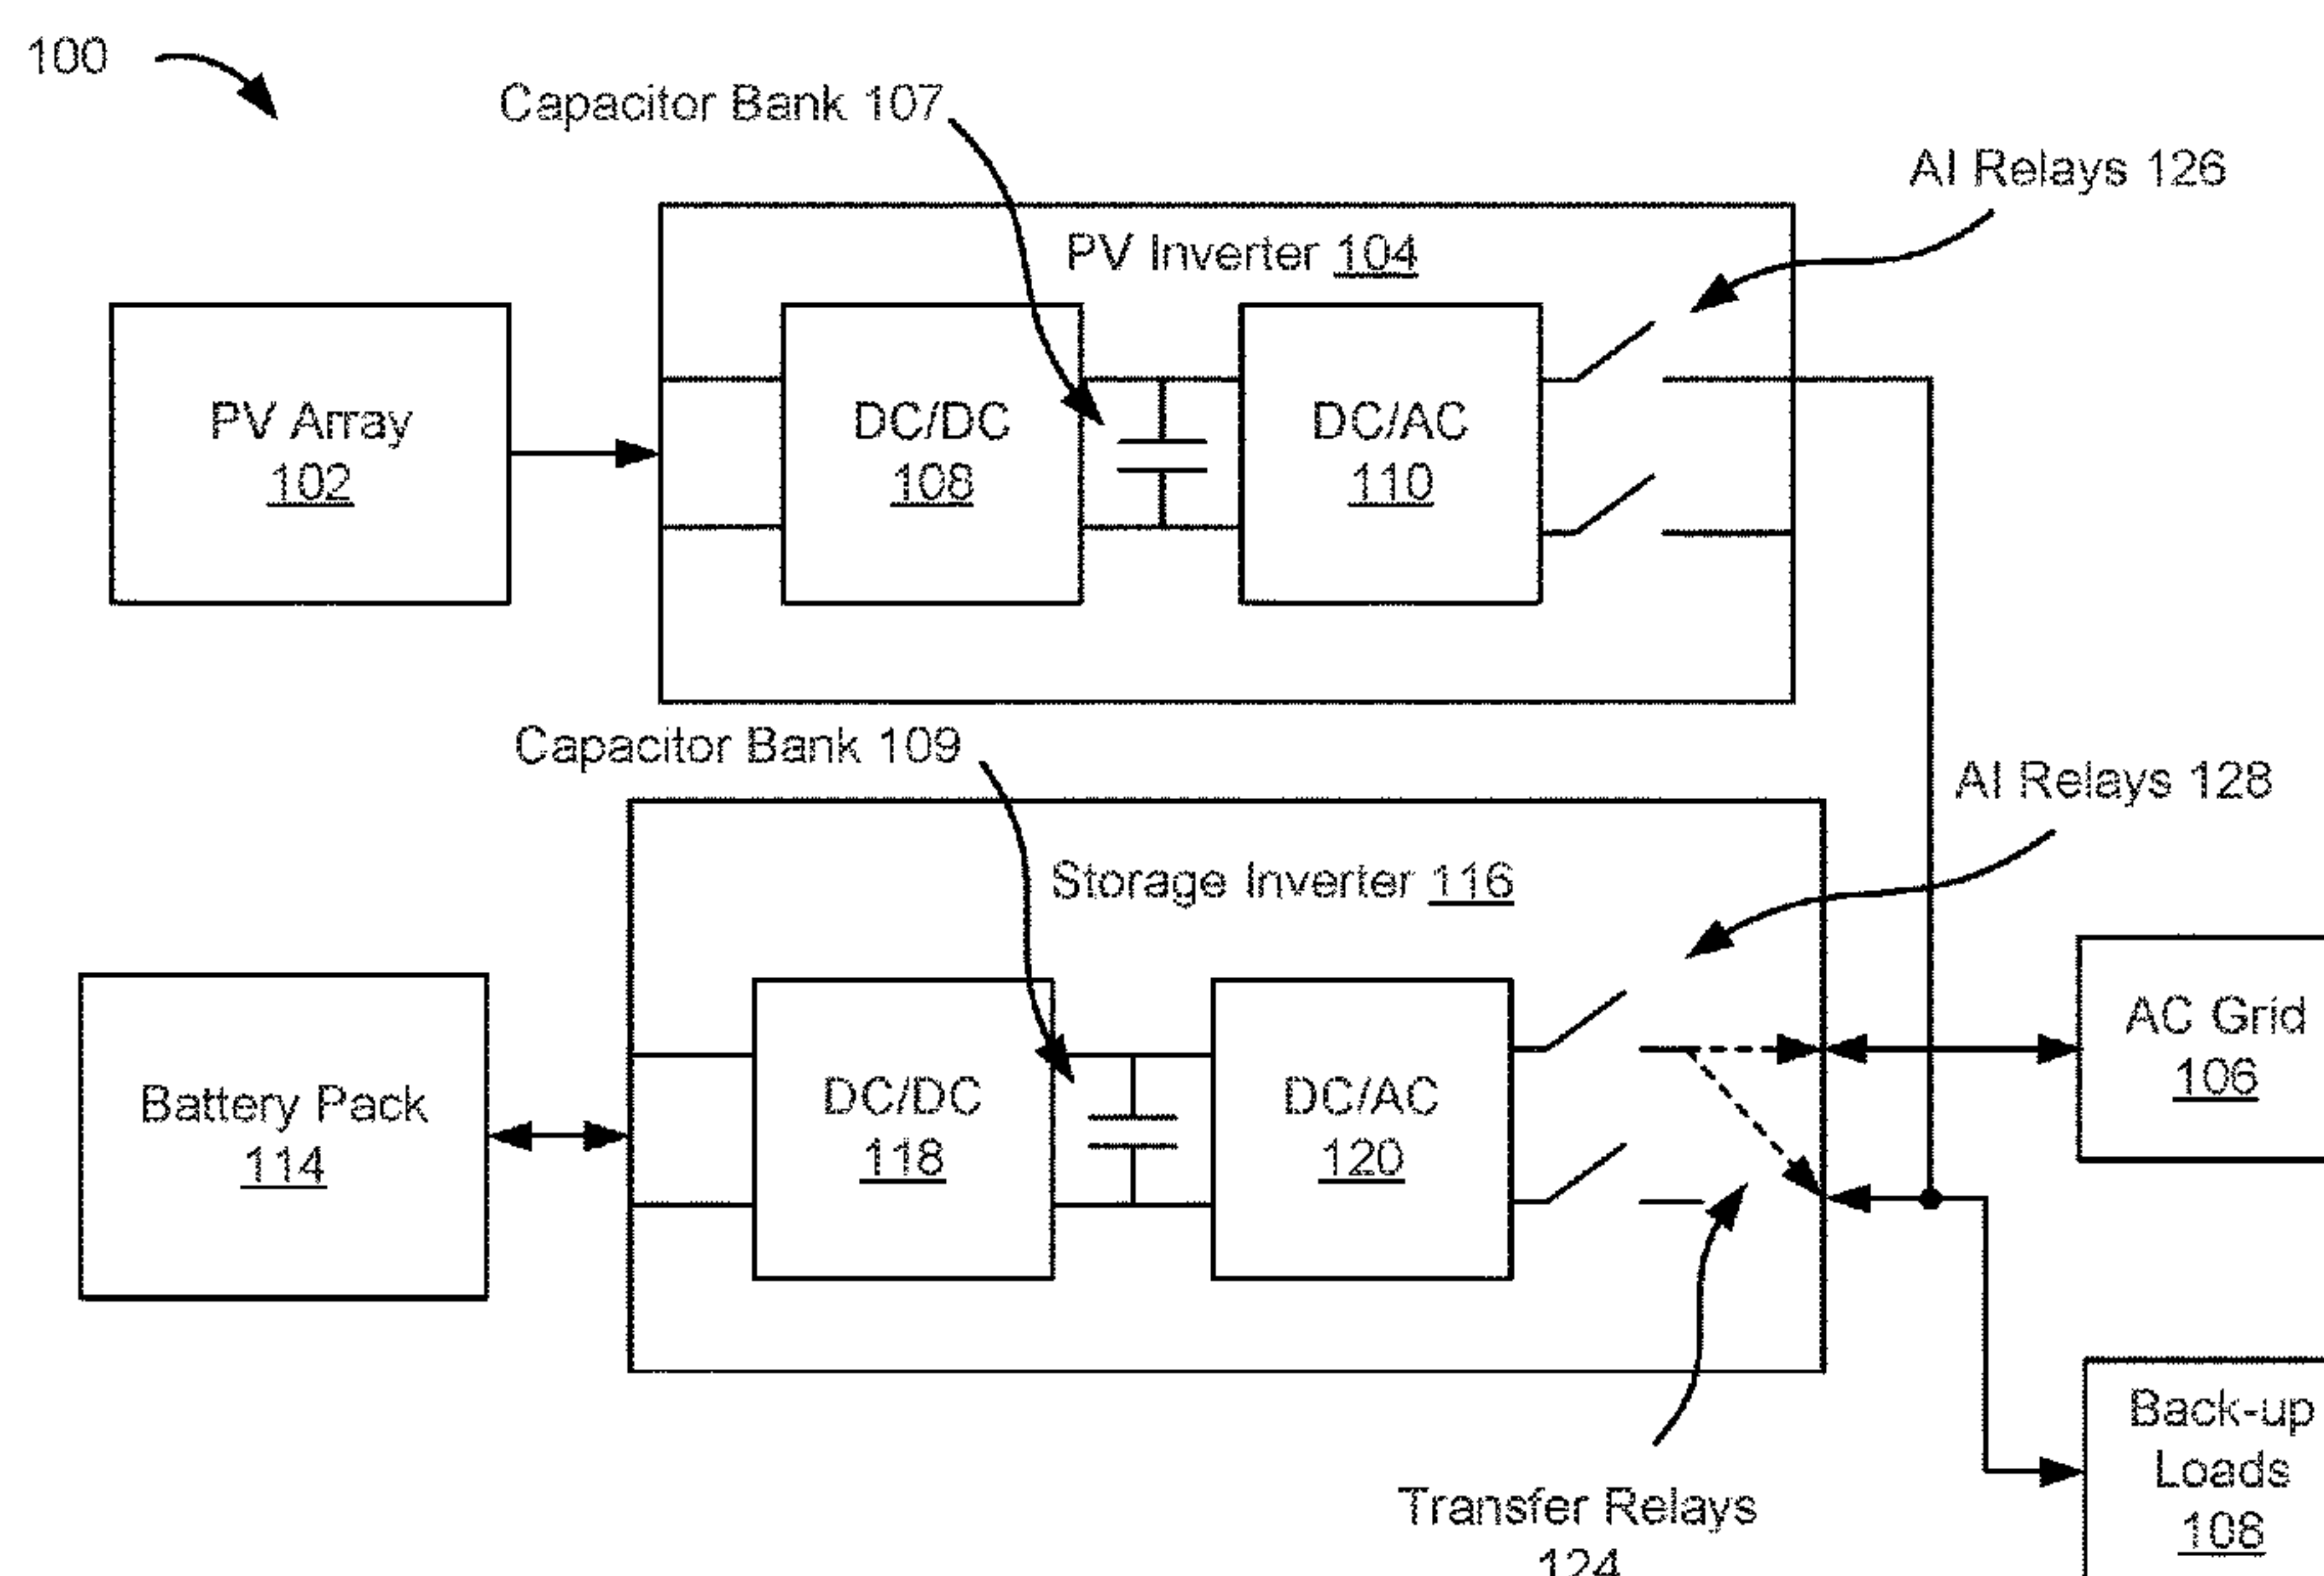 100
Capacitor Bank 107
AI Relays 126
PV Inverter 104
PV Array
102
DC/DC
108
DC/AC
110
Capacitor Bank 109
AI Relays 128
Storage Inverter 116
Battery Pack
114
DC/DC
118
DC/AC
120
AC Grid
106
Back-up
Loads
108
Transfer Relays
124